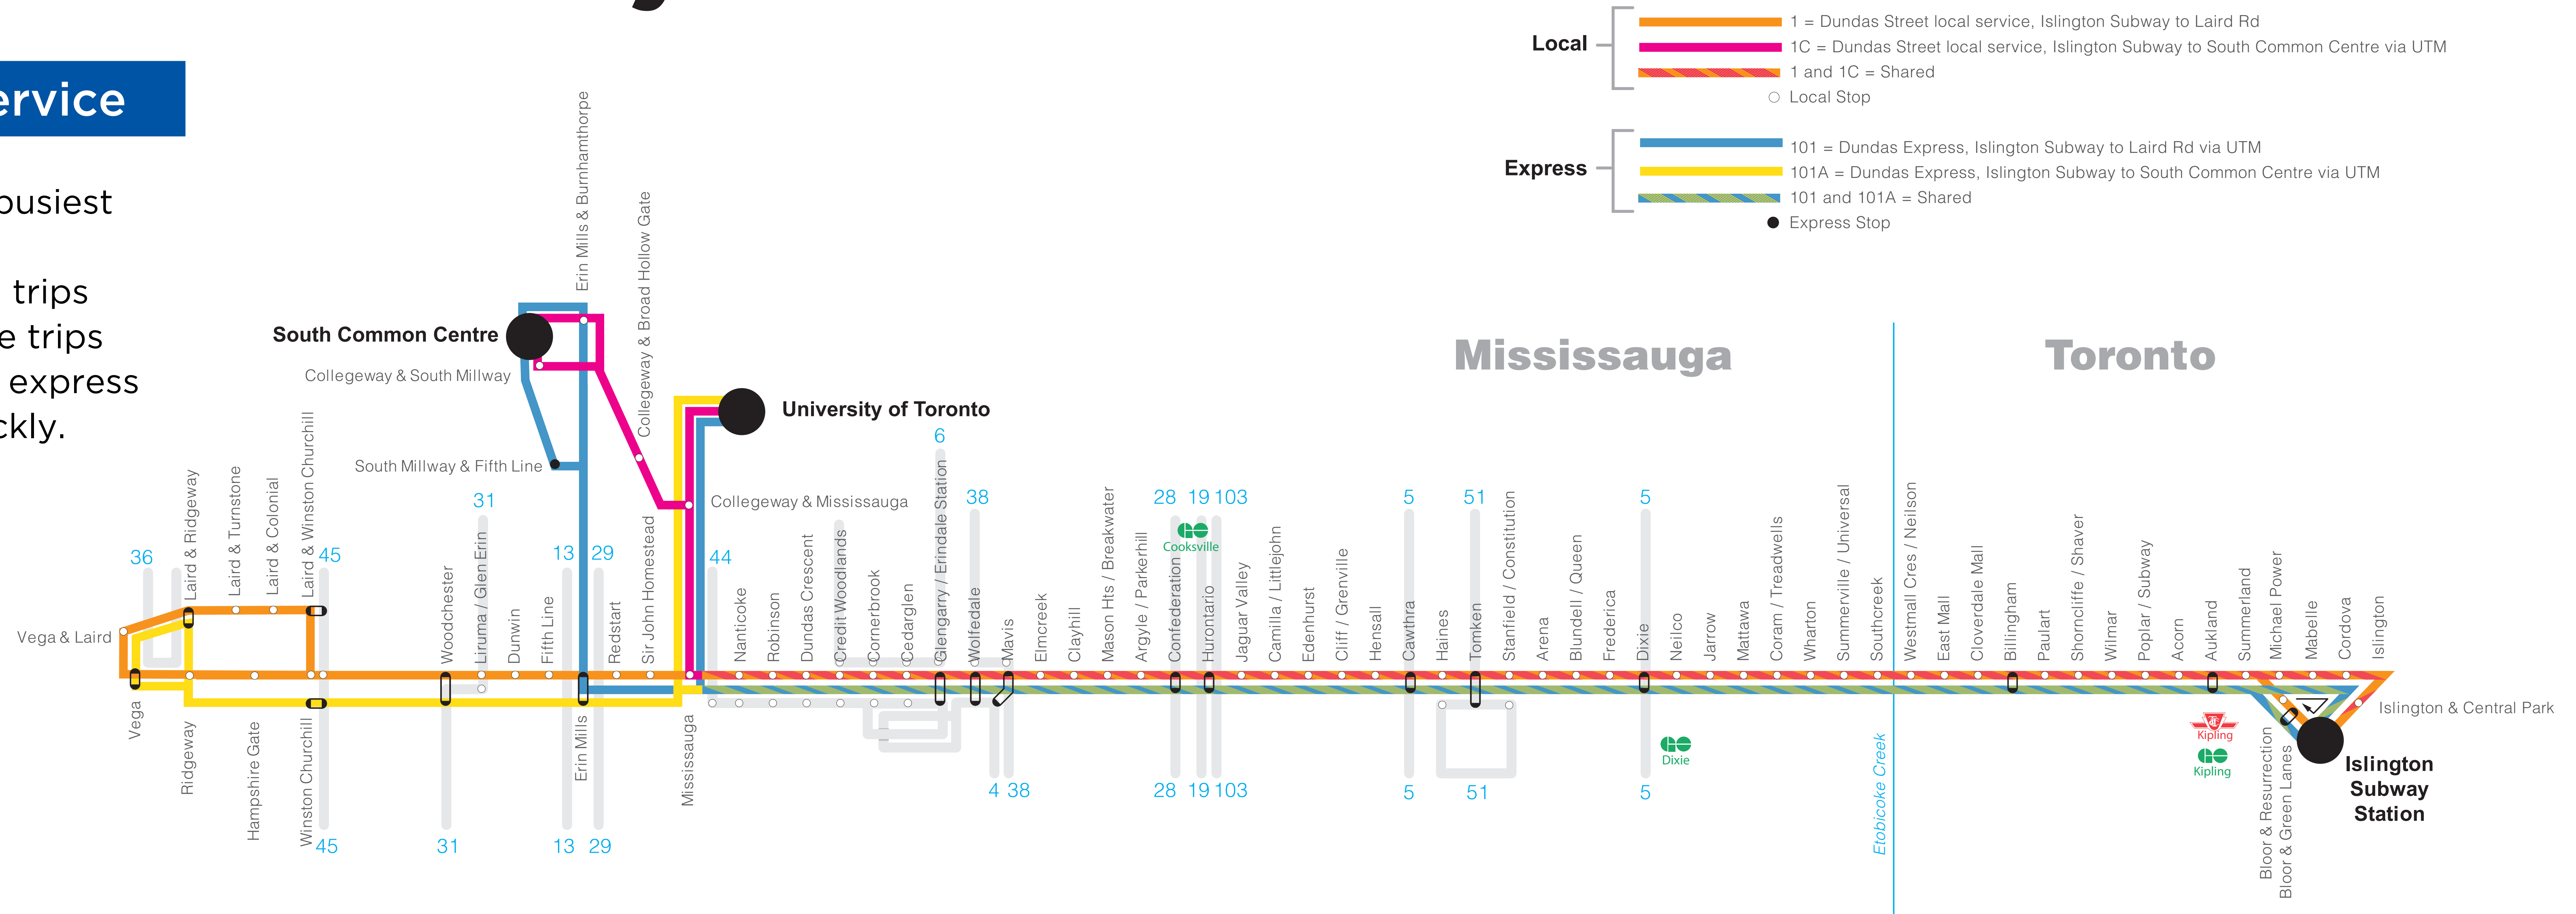 ervice
busiest
trips
e trips
express
ckly.
Local
1 = Dundas Street local service, Islington Subway to Laird Rd
1C = Dundas Street local service, Islington Subway to South Common Centre via UTM
1 and 1C = Shared
Local Stop
Express
101 = Dundas Express, Islington Subway to Laird Rd via UTM
101A = Dundas Express, Islington Subway to South Common Centre via UTM
101 and 101A = Shared
Express Stop
Mississauga
Toronto
Erin Mills & Burnhamthorpe
Collegeway & Broad Hollow Gate
South Common Centre
Collegeway & South Millway
South Millway & Fifth Line
University of Toronto
Collegeway & Mississauga
36
45
31
13
29
44
6
38
28
19
103
5
51
5
Cooksville
Vega & Laird
Laird & Ridgeway
Laird & Turnstone
Laird & Colonial
Laird & Winston Churchill
Woodchester
Liruma / Glen Erin
Dunwin
Fifth Line
Redstart
Sir John Homestead
Nanticoke
Robinson
Dundas Crescent
Credit Woodlands
Cornerbrook
Cedarglen
Glengarry / Erindale Station
Wolfedale
Mavis
Elmcreek
Clayhill
Mason Hts / Breakwater
Argyle / Parkerhill
Confederation
Hurontario
Jaguar Valley
Camilla / Littlejohn
Edenhurst
Cliff / Grenville
Hensall
Cawthra
Haines
Tomken
Stanfield / Constitution
Arena
Blundell / Queen
Frederica
Dixie
Neilco
Jarrow
Mattawa
Coram / Treadwells
Wharton
Summerville / Universal
Southcreek
Westmall Cres / Neilson
East Mall
Cloverdale Mall
Billingham
Paulart
Shorncliffe / Shaver
Wilmar
Poplar / Subway
Acorn
Aukland
Summerland
Michael Power
Mabelle
Cordova
Islington
Vega
Ridgeway
Hampshire Gate
Winston Churchill
Erin Mills
Mississauga
45
31
13
29
4
38
28
19
103
5
51
5
Dixie
Etobicoke Creek
Kipling
Kipling
Bloor & Resurrection
Bloor & Green Lanes
Islington & Central Park
Islington
Subway
Station